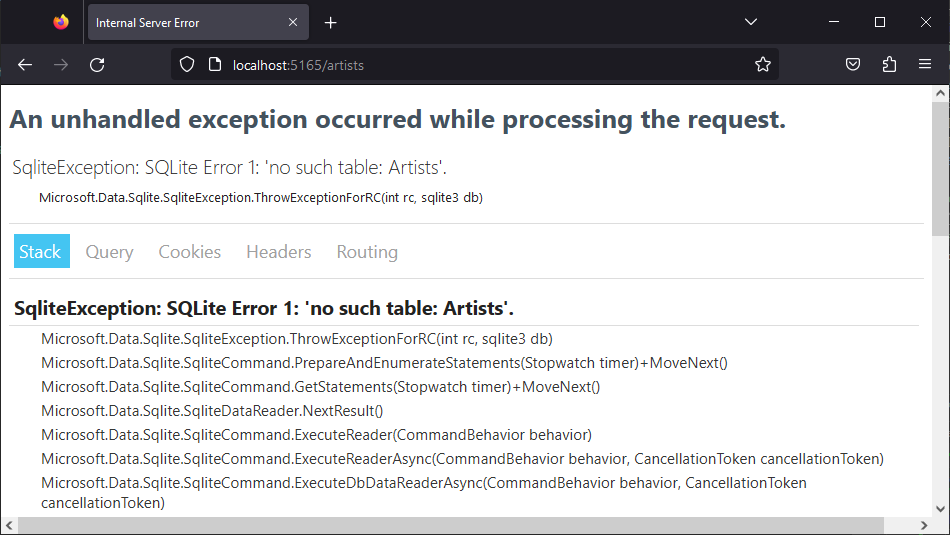 Internal Server Error
localhost:5165/artists
An unhandled exception occurred while processing the request.
SqliteException: SQLite Error 1: 'no such table: Artists'.
Microsoft.Data.Sqlite.SqliteException.ThrowExceptionForRC(int rc, sqlite3 db)
Stack Query Cookies Headers Routing
SqliteException: SQLite Error 1: 'no such table: Artists'.
Microsoft.Data.Sqlite.SqliteException.ThrowExceptionForRC(int rc, sqlite3 db)
Microsoft.Data.Sqlite.SqliteCommand.PrepareAndEnumerateStatements(Stopwatch timer)+MoveNext()
Microsoft.Data.Sqlite.SqliteCommand.GetStatements(Stopwatch timer)+MoveNext()
Microsoft.Data.Sqlite.SqliteDataReader.NextResult()
Microsoft.Data.Sqlite.SqliteCommand.ExecuteReader(CommandBehavior behavior)
Microsoft.Data.Sqlite.SqliteCommand.ExecuteReaderAsync(CommandBehavior behavior, CancellationToken cancellationToken)
Microsoft.Data.Sqlite.SqliteCommand.ExecuteDbDataReaderAsync(CommandBehavior behavior, CancellationToken
cancellationToken)